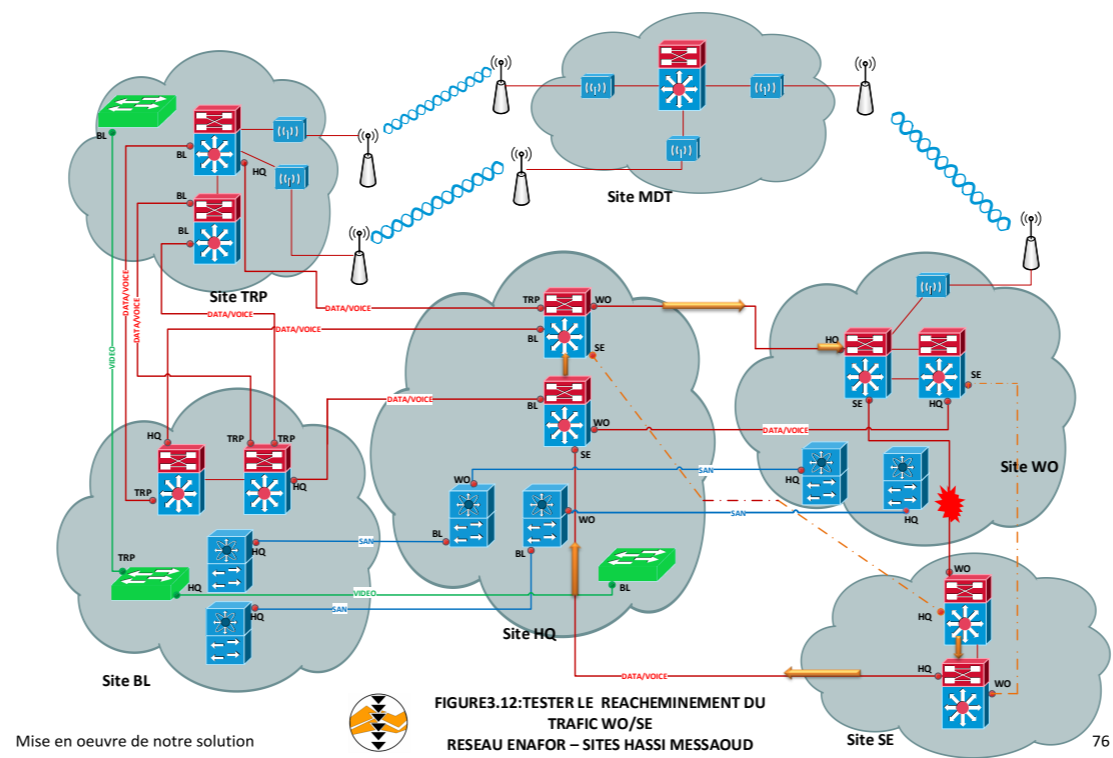 BL
BL
HQ
BL
BL
Site TRP
Site MDT
DATA/VOICE
DATA/VOICE
DATA/VOICE
DATA/VOICE
VIDEO
TRP
WO
DATA/VOICE
BL
SE
HQ
SE
SE
HQ
DATA/VOICE
BL
WO
DATA/VOICE
SE
HQ
TRP
TRP
HQ
TRP
WO
SAN
HQ
Site WO
WO
SAN
HQ
BL
SAN
HQ
BL
TRP
HQ
VIDEO
BL
HQ
SAN
WO
HQ
Site HQ
HQ
WO
DATA/VOICE
Site BL
Site SE
FIGURE3.12:TESTER LE REACHEMINEMENT DU
TRAFIC WO/SE
RESEAU ENAFOR – SITES HASSI MESSAOUD
Mise en oeuvre de notre solution
76